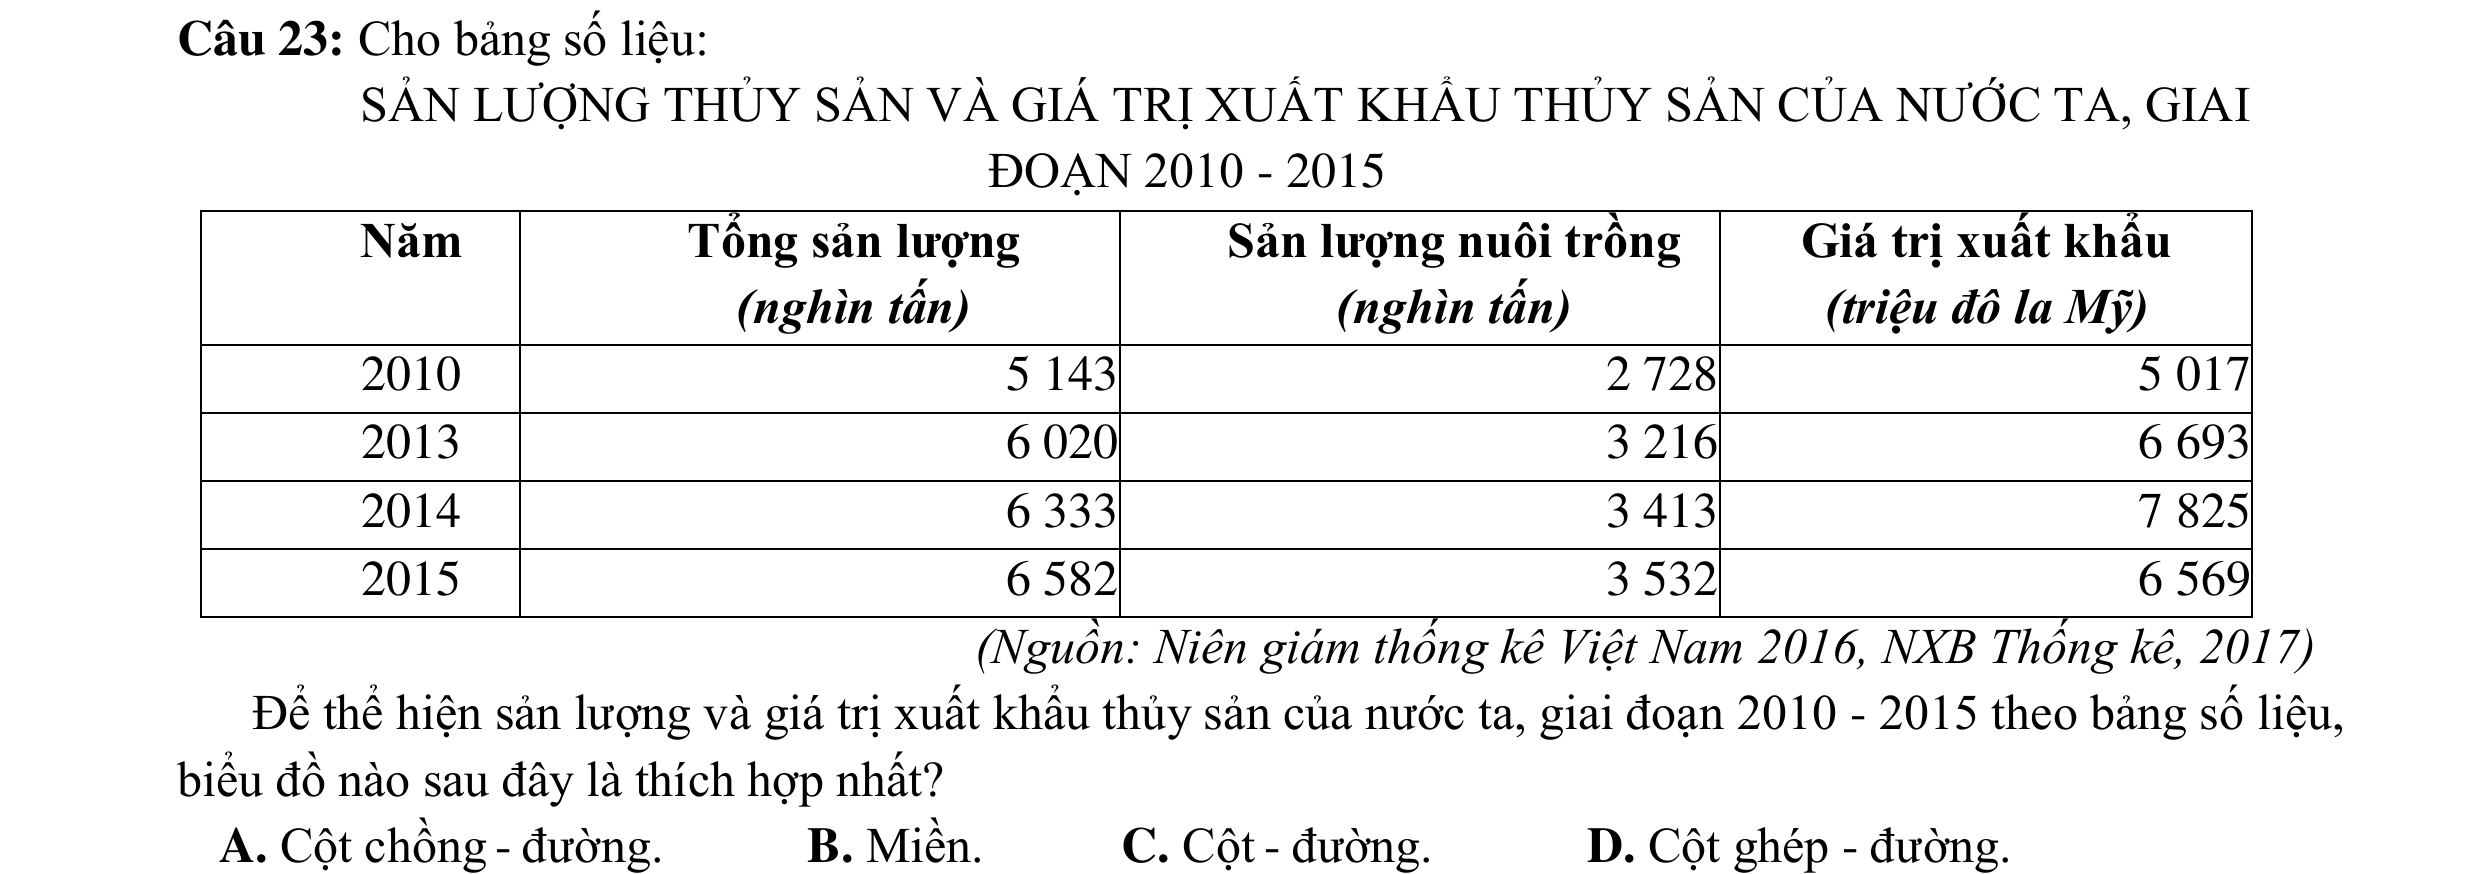 Câu 23: Cho bảng số liệu:
SẢN LƯỢNG THỦY SẢN VÀ GIÁ TRỊ XUẤT KHẨU THỦY SẢN CỦA NƯỚC TA, GIAI
ĐOẠN 2010 - 2015
Năm Tổng sản lượng Sản lượng nuôi trồng Giá trị xuất khẩu
(nghìn tấn) (nghìn tấn) (triệu đô la Mỹ)
2010 5 143 2 728 5 017
2013 6 020 3 216 6 693
2014 6 333 3 413 7 825
2015 6 582 3 532 6 569
(Nguồn: Niên giám thống kê Việt Nam 2016, NXB Thống kê, 2017)
Để thể hiện sản lượng và giá trị xuất khẩu thủy sản của nước ta, giai đoạn 2010 - 2015 theo bảng số liệu,
biểu đồ nào sau đây là thích hợp nhất?
A. Cột chồng - đường. B. Miền. C. Cột - đường. D. Cột ghép - đường.